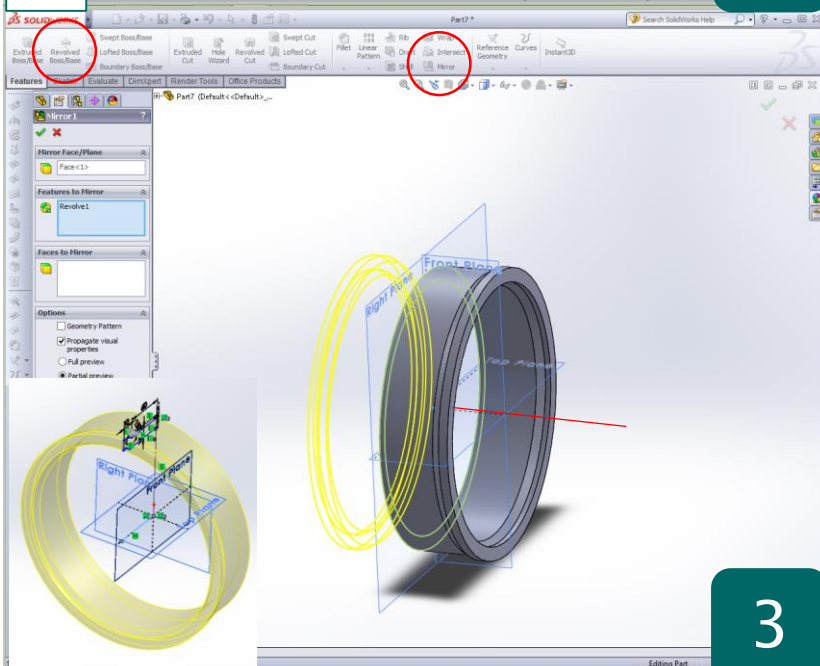 SOLIDWORKS
Part7 *
Search SolidWorks Help
Extruded Boss/Base
Revolved Boss/Base
Swept Boss/Base
Lofted Boss/Base
Boundary Boss/Base
Extruded Cut
Hole Wizard
Revolved Cut
Swept Cut
Lofted Cut
Boundary Cut
Fillet
Linear Pattern
Rib
Draft
Shell
Wrap
Intersect
Mirror
Reference Geometry
Curves
Instant3D
Features
Evaluate
DimXpert
Render Tools
Office Products
Part7 (Default<<Default>_...
Mirror1
?
Mirror Face/Plane
Face<1>
Features to Mirror
Revolve1
Faces to Mirror
Options
Geometry Pattern
Propagate visual
properties
Full preview
Partial preview
Front Plane
Right Plane
Top Plane
Right Plane
Front Plane
Top Plane
3
Editing Part